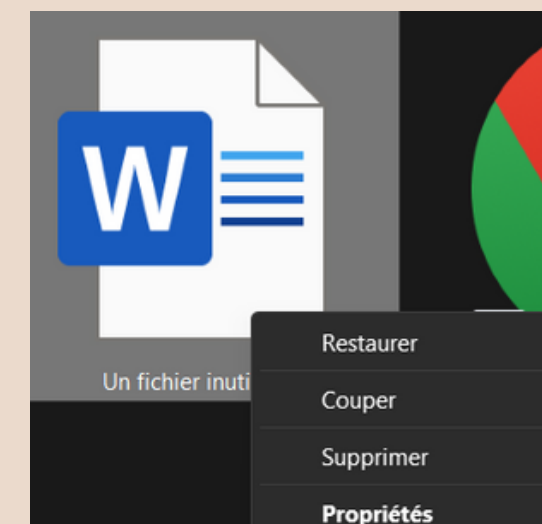 W
Un fichier inuti
Restaurer
Couper
Supprimer
Propriétés